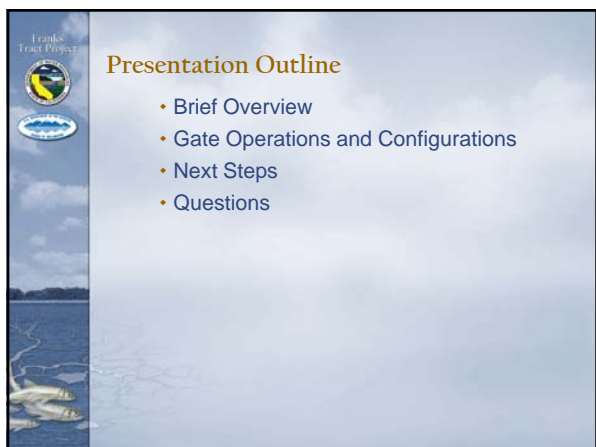 Franks
Tract Project
Presentation Outline
Brief Overview
Gate Operations and Configurations
Next Steps
Questions